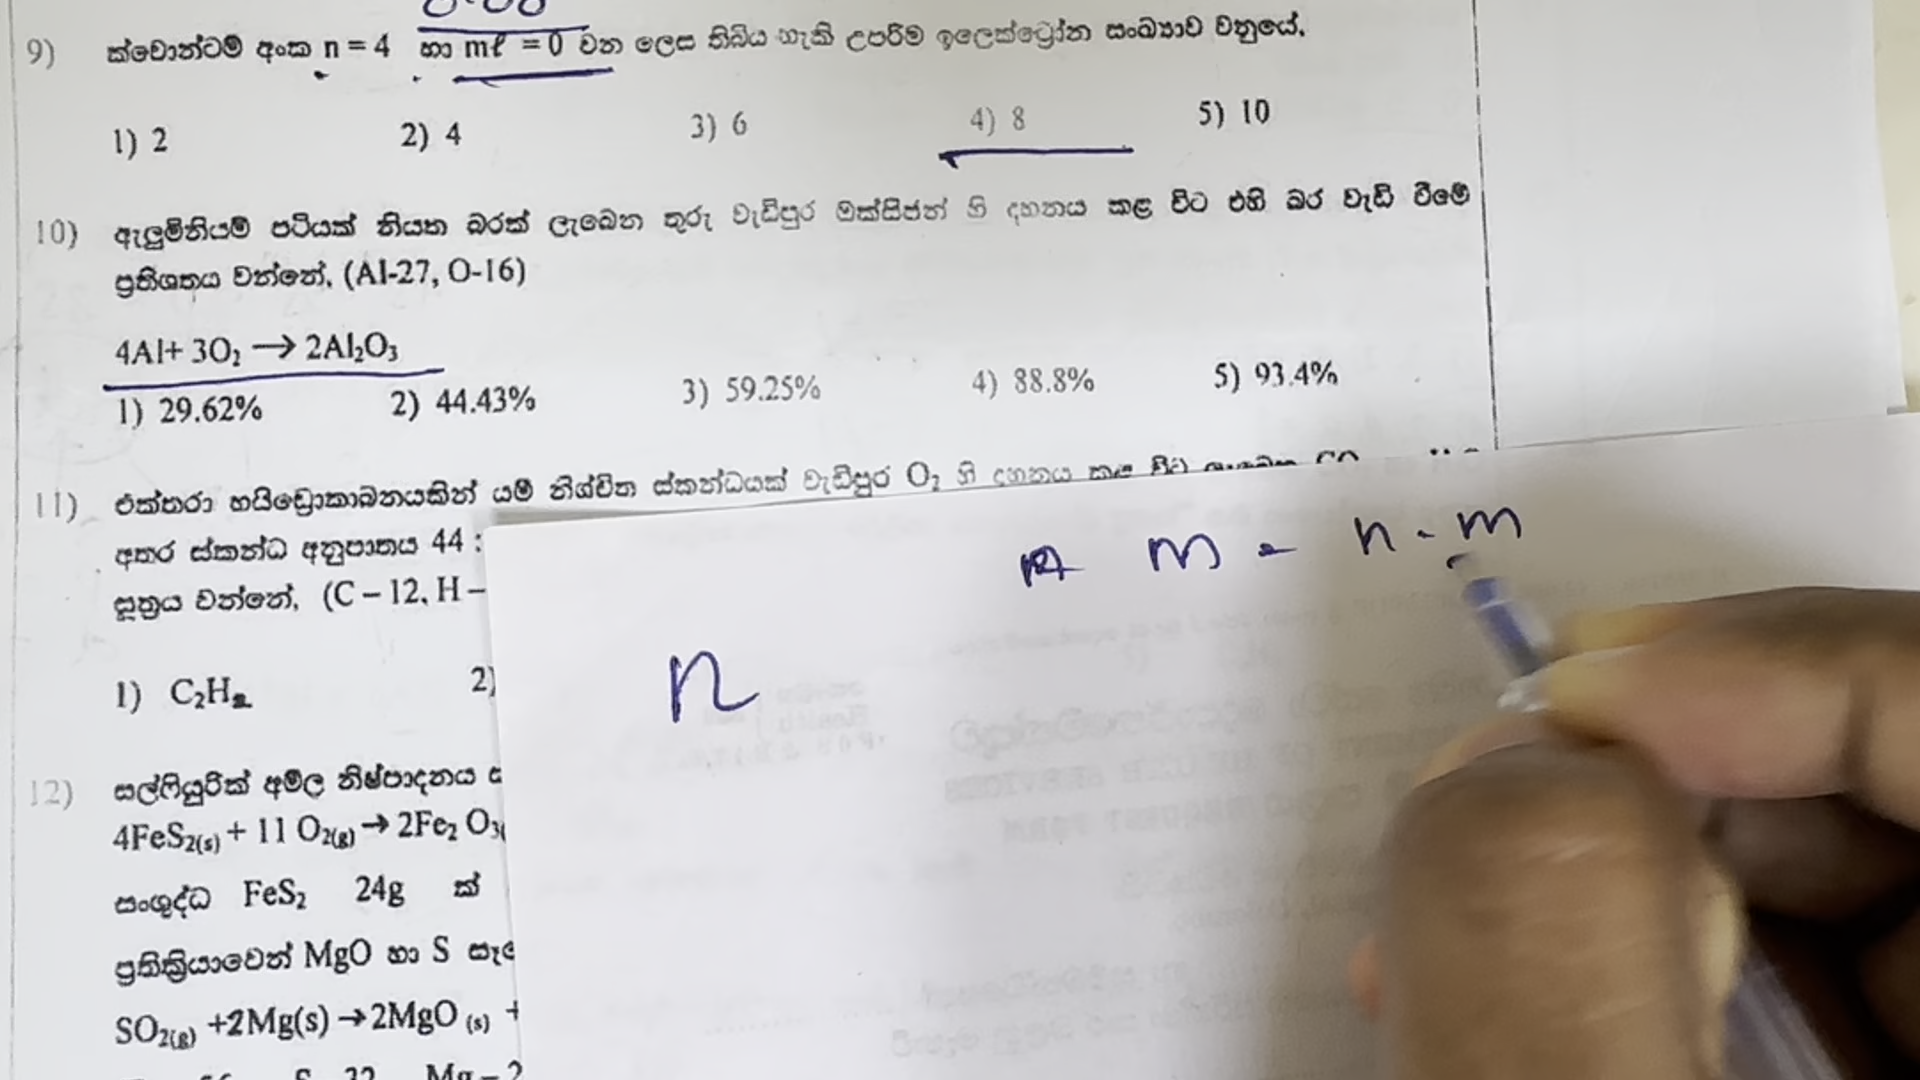 9) ක්වොන්ටම් අංක n = 4 හා mℓ = 0 වන ලෙස තිබිය හැකි උපරිම ඉලෙක්ට්‍රෝන සංඛ්‍යාව වනුයේ,
1) 2 2) 4 3) 6 4) 8 5) 10
10) ඇලුමිනියම් පටියක් නියත බරක් ලැබෙන තුරු වැඩිපුර ඔක්සිජන් හි දහනය කළ විට එහි බර වැඩි වීමේ
ප්‍රතිශතය වන්නේ, (Al-27, O-16)
4Al+ 3O₂ → 2Al₂O₃
1) 29.62% 2) 44.43% 3) 59.25% 4) 88.8% 5) 93.4%
11) එක්තරා හයිඩ්‍රොකාබනයකින් යම් නිශ්චිත ස්කන්ධයක් වැඩිපුර O₂ හි දහනය කළ විට
අතර ස්කන්ධ අනුපාතය 44 :
සූත්‍රය වන්නේ, (C – 12, H –
m = n . m
n
1) C₂H₂ 2)
12) සල්ෆියුරික් අම්ල නිෂ්පාදනය
4FeS₂(s) + 11 O₂(g) → 2Fe₂ O₃(
සංශුද්ධ FeS₂ 24g ක්
ප්‍රතික්‍රියාවෙන් MgO හා S
SO₂(g) +2Mg(s) → 2MgO (s) +
S 32 Mg – 2